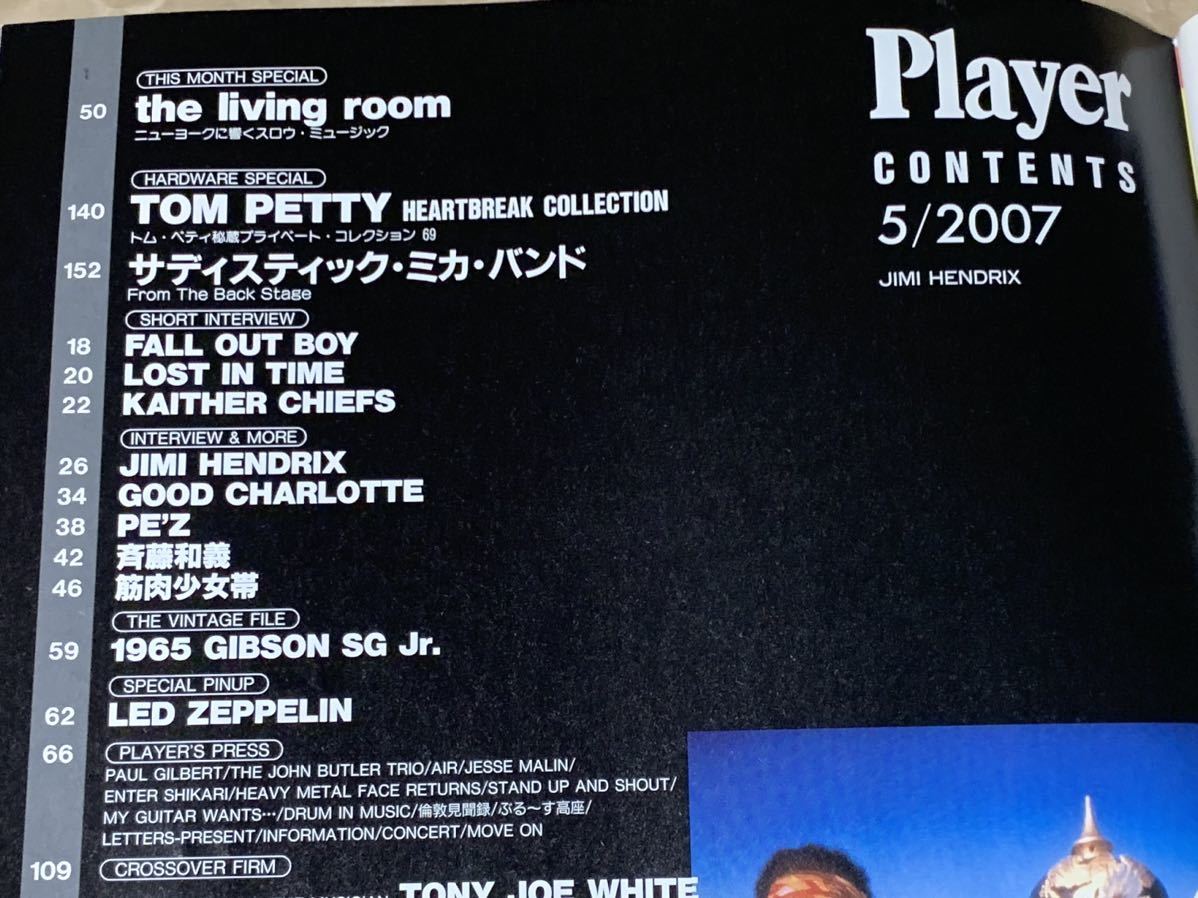 THIS MONTH SPECIAL
50 the living room
ニューヨークに響くスロウ・ミュージック
HARDWARE SPECIAL
140 TOM PETTY HEARTBREAK COLLECTION
トム・ペティ秘蔵プライベート・コレクション 69
152 サディスティック・ミカ・バンド
From The Back Stage
SHORT INTERVIEW
18 FALL OUT BOY
20 LOST IN TIME
22 KAITHER CHIEFS
INTERVIEW & MORE
26 JIMI HENDRIX
34 GOOD CHARLOTTE
38 PE'Z
42 斉藤和義
46 筋肉少女帯
THE VINTAGE FILE
59 1965 GIBSON SG Jr.
SPECIAL PINUP
62 LED ZEPPELIN
66 PLAYER'S PRESS
PAUL GILBERT/THE JOHN BUTLER TRIO/AIR/JESSE MALIN/
ENTER SHIKARI/HEAVY METAL FACE RETURNS/STAND UP AND SHOUT/
MY GUITAR WANTS…/DRUM IN MUSIC/倫敦見聞録/ぶる〜す高座/
LETTERS-PRESENT/INFORMATION/CONCERT/MOVE ON
109 CROSSOVER FIRM
MUSICIAN TONY JOE WHITE
Player
CONTENTS
5/2007
JIMI HENDRIX